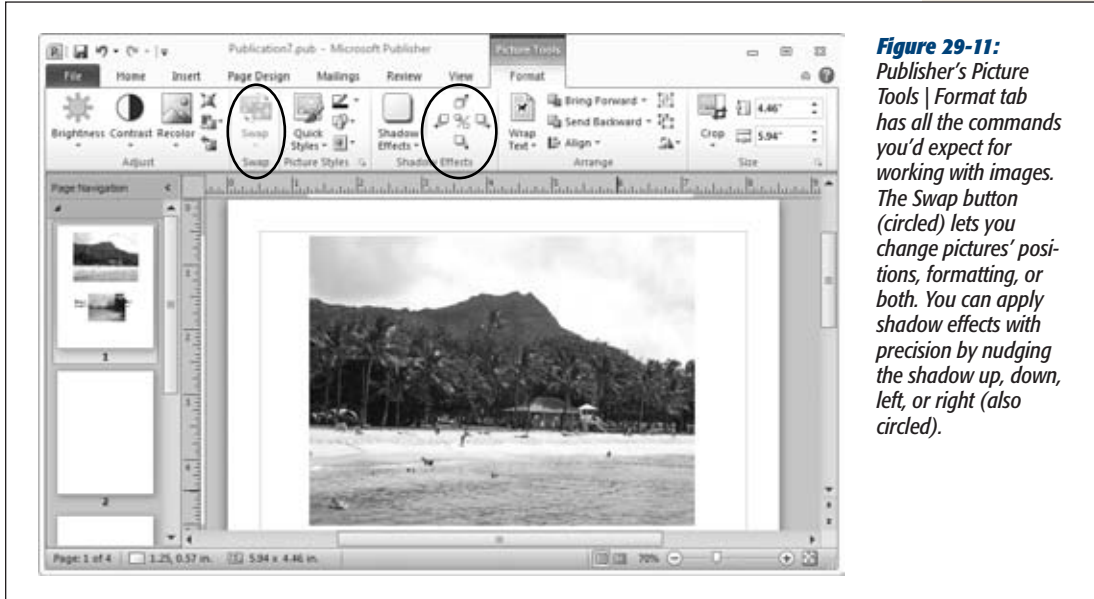 Publication7.pub - Microsoft Publisher
Picture Tools
File Home Insert Page Design Mailings Review View Format
Brightness Contrast Recolor
Swap
Quick Styles
Shadow Effects
Wrap Text
Bring Forward
Send Backward
Align
Crop
4.46"
5.94"
Adjust Swap Picture Styles Shadow Effects Arrange Size
Page Navigation
1
2
Page: 1 of 4 1.25, 0.57 in. 5.94 x 4.46 in. 70%
Figure 29-11:
Publisher’s Picture
Tools | Format tab
has all the commands
you’d expect for
working with images.
The Swap button
(circled) lets you
change pictures’ posi-
tions, formatting, or
both. You can apply
shadow effects with
precision by nudging
the shadow up, down,
left, or right (also
circled).